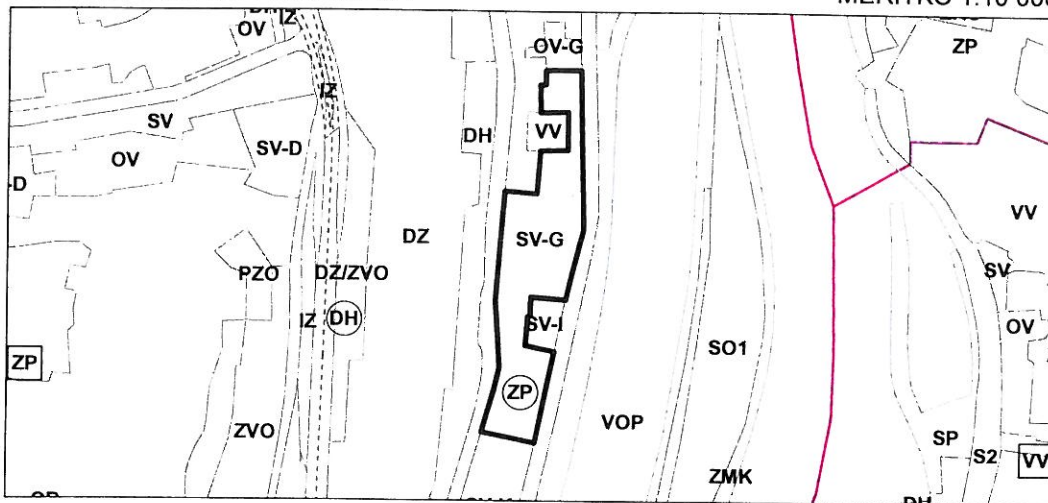 OV
IZ
OV-G
ZP
IZ
SV
SV-D
DH
VV
OV
-D
VV
DZ
SV-G
PZO
DZ/ZVO
SV
IZ
DH
SV-I
OV
SO1
ZP
ZP
ZVO
VOP
SP
S2
VV
ZMK